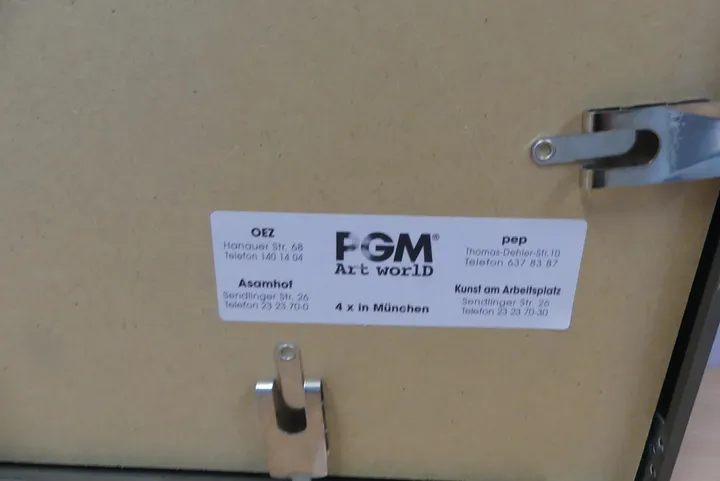 OEZ
Hanauer Str. 68
Telefon 140 14 04
Asamhof
Sendlinger Str. 26
Telefon 23 23 70-0
PGM®
Art worlD
4 x in München
pep
Thomas-Dehler-Str. 10
Telefon 637 83 87
Kunst am Arbeitsplatz
Sendlinger Str. 26
Telefon 23 23 70-30